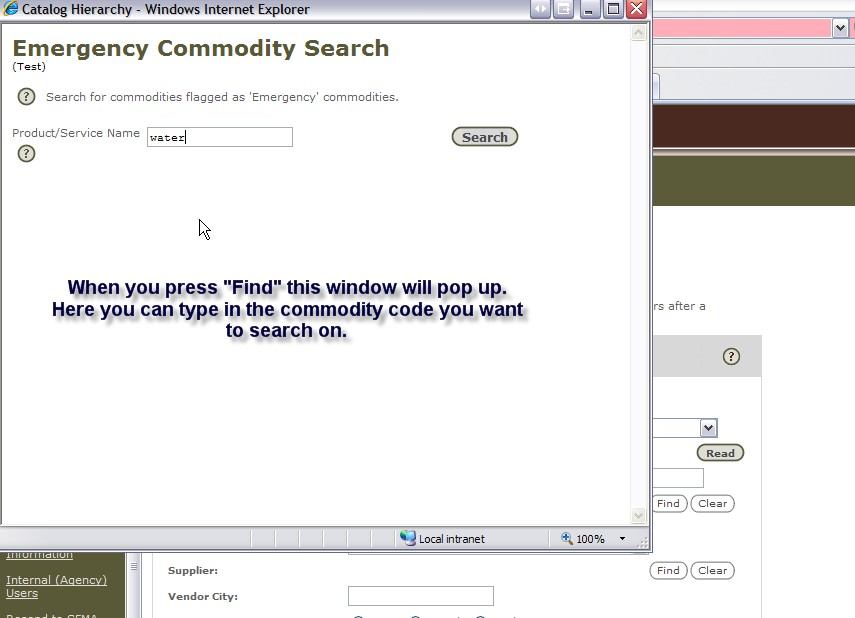 Catalog Hierarchy - Windows Internet Explorer
Emergency Commodity Search
(Test)
? Search for commodities flagged as 'Emergency' commodities.
Product/Service Name water Search
?
When you press "Find" this window will pop up.
Here you can type in the commodity code you want
to search on.
rs after a
?
Read
Find Clear
Local intranet 100%
Information
Internal (Agency)
Users
Supplier: Find Clear
Vendor City: